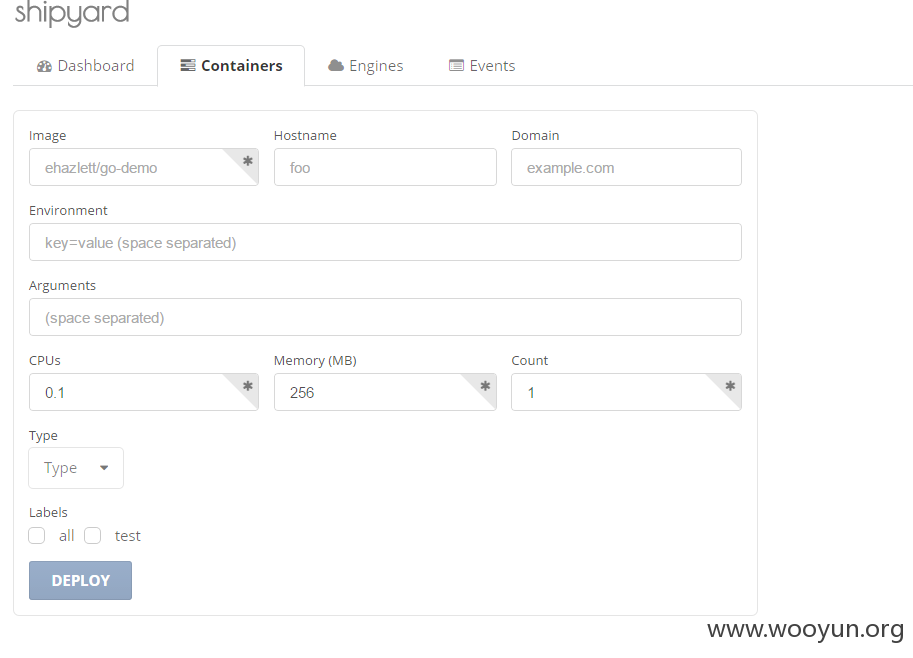 shipyard
Dashboard Containers Engines Events
Image Hostname Domain
ehazlett/go-demo * foo example.com
Environment
key=value (space separated)
Arguments
(space separated)
CPUs Memory (MB) Count
0.1 * 256 * 1 *
Type
Type
Labels
all test
DEPLOY
www.wooyun.org